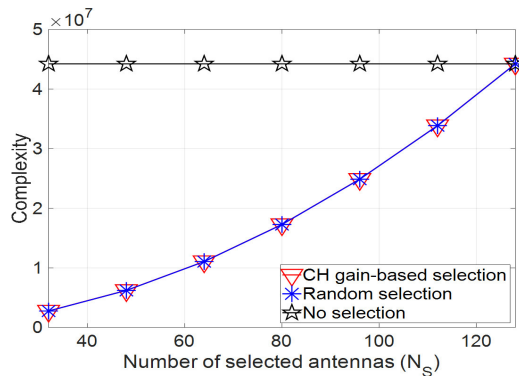 ×10^7
5
4
3
2
1
0
Complexity
CH gain-based selection
Random selection
No selection
40 60 80 100 120
Number of selected antennas (N_S)